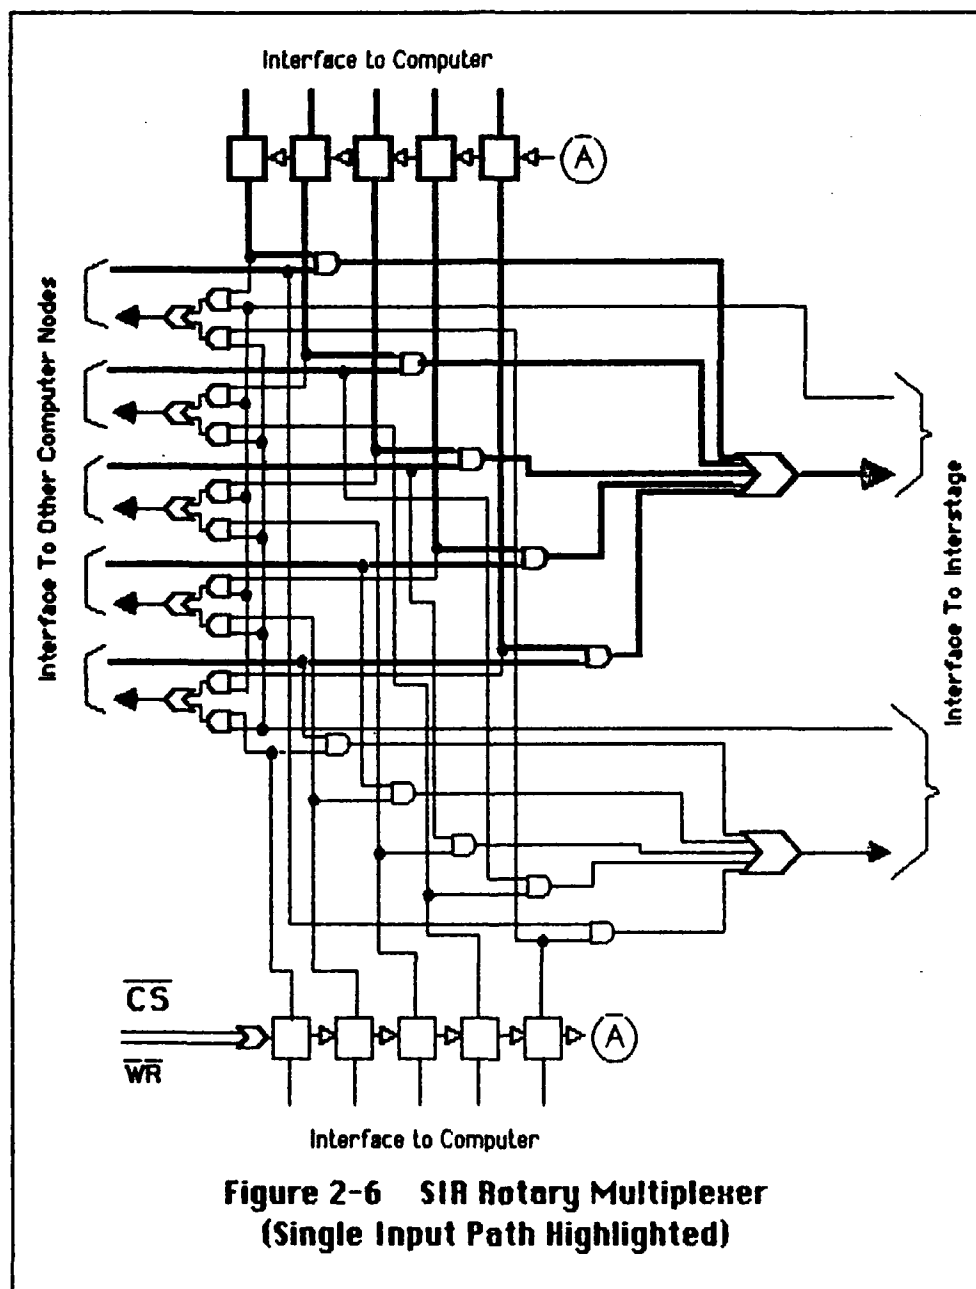 Interface to Computer
A
Interface To Other Computer Nodes
Interface To Interstage
CS
WR
A
Interface to Computer
Figure 2-6 SIR Rotary Multiplexer
(Single Input Path Highlighted)